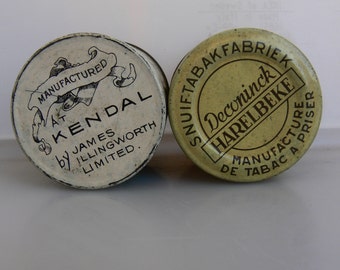 MANUFACTURED
AT
KENDAL
by JAMES
ILLINGWORTH
LIMITED.
SNUIFTABAKFABRIEK
Deconinck
HARELBEKE
MANUFACTURE
DE TABAC A PRISER